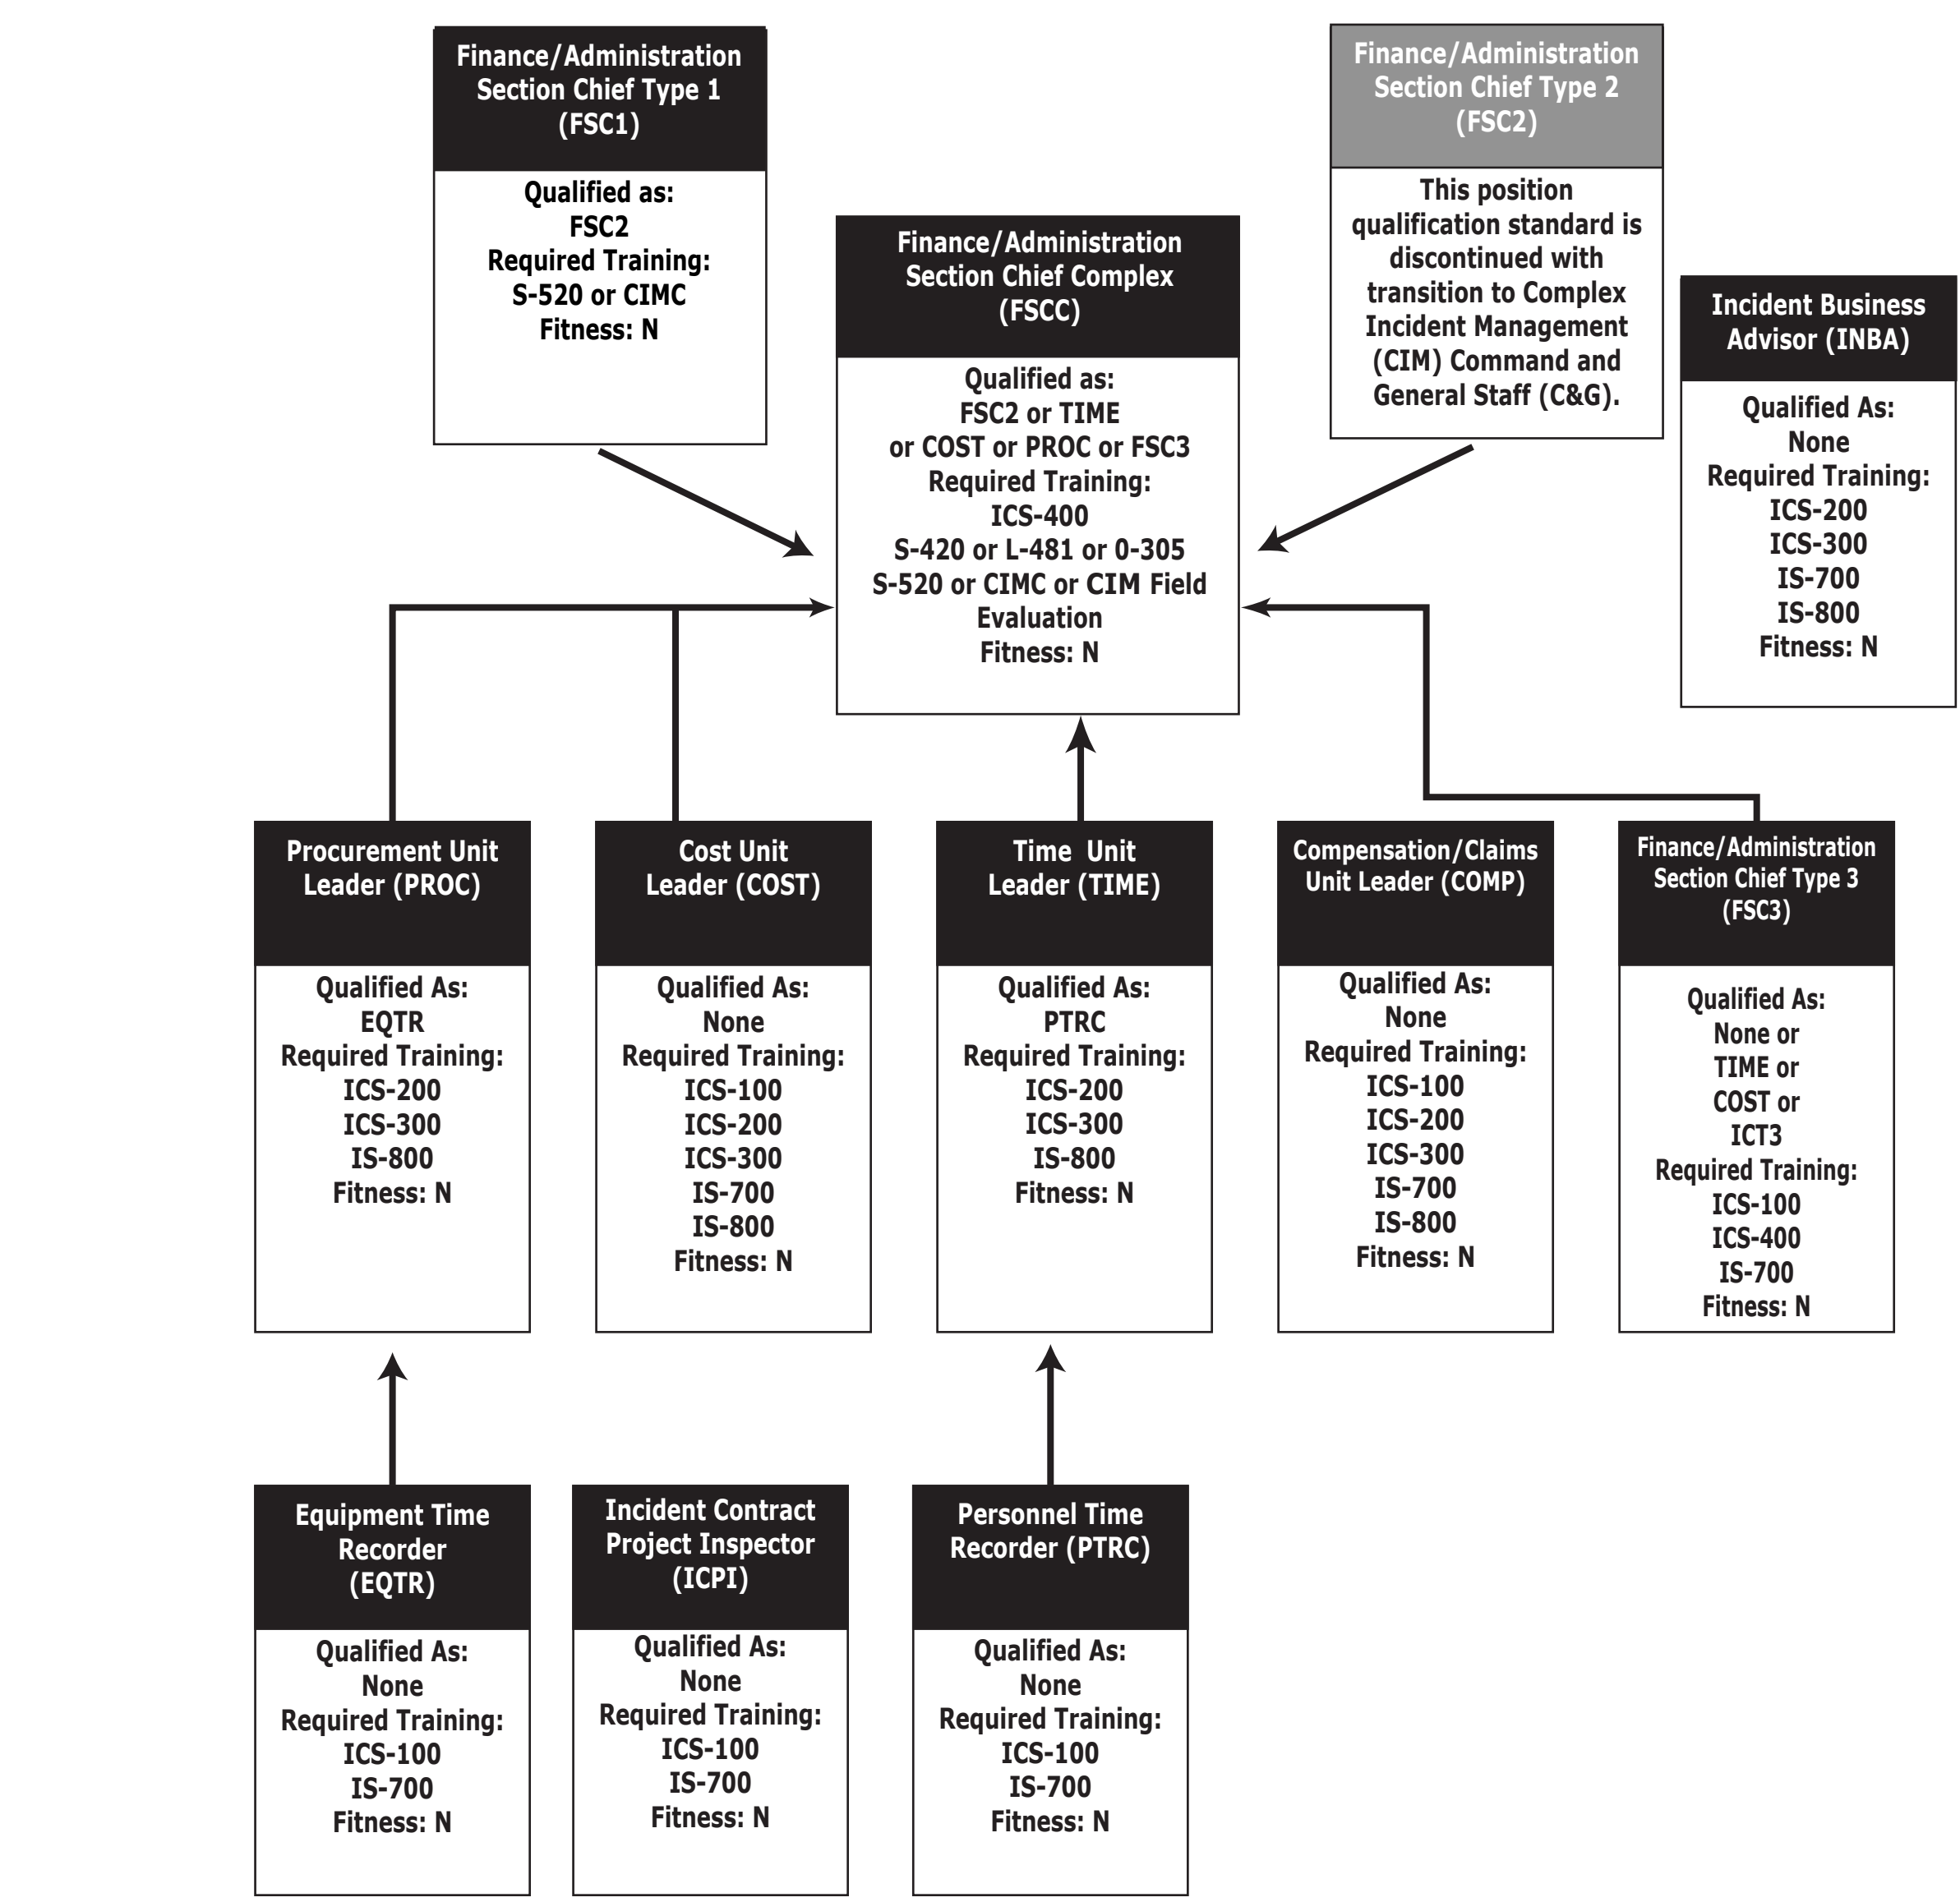 Finance/Administration
Section Chief Type 1
(FSC1)
Qualified as:
FSC2
Required Training:
S-520 or CIMC
Fitness: N
Finance/Administration
Section Chief Type 2
(FSC2)
This position
qualification standard is
discontinued with
transition to Complex
Incident Management
(CIM) Command and
General Staff (C&G).
Finance/Administration
Section Chief Complex
(FSCC)
Qualified as:
FSC2 or TIME
or COST or PROC or FSC3
Required Training:
ICS-400
S-420 or L-481 or 0-305
S-520 or CIMC or CIM Field
Evaluation
Fitness: N
Incident Business
Advisor (INBA)
Qualified As:
None
Required Training:
ICS-200
ICS-300
IS-700
IS-800
Fitness: N
Procurement Unit
Leader (PROC)
Qualified As:
EQTR
Required Training:
ICS-200
ICS-300
IS-800
Fitness: N
Cost Unit
Leader (COST)
Qualified As:
None
Required Training:
ICS-100
ICS-200
ICS-300
IS-700
IS-800
Fitness: N
Time Unit
Leader (TIME)
Qualified As:
PTRC
Required Training:
ICS-200
ICS-300
IS-800
Fitness: N
Compensation/Claims
Unit Leader (COMP)
Qualified As:
None
Required Training:
ICS-100
ICS-200
ICS-300
IS-700
IS-800
Fitness: N
Finance/Administration
Section Chief Type 3
(FSC3)
Qualified As:
None or
TIME or
COST or
ICT3
Required Training:
ICS-100
ICS-400
IS-700
Fitness: N
Equipment Time
Recorder
(EQTR)
Qualified As:
None
Required Training:
ICS-100
IS-700
Fitness: N
Incident Contract
Project Inspector
(ICPI)
Qualified As:
None
Required Training:
ICS-100
IS-700
Fitness: N
Personnel Time
Recorder (PTRC)
Qualified As:
None
Required Training:
ICS-100
IS-700
Fitness: N